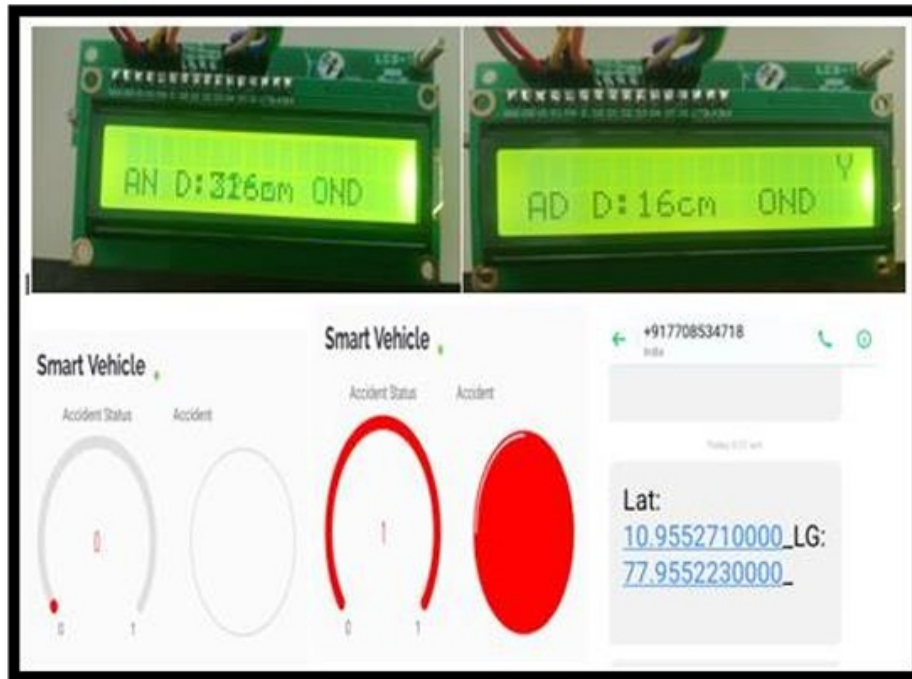 AN D: OND
Y
AD D:16cm OND
Smart Vehicle
Accident Status Accident
0
0 1
Smart Vehicle
Accident Status Accident
1
0 1
+917708534718
India
Lat:
10.9552710000_LG:
77.9552230000_